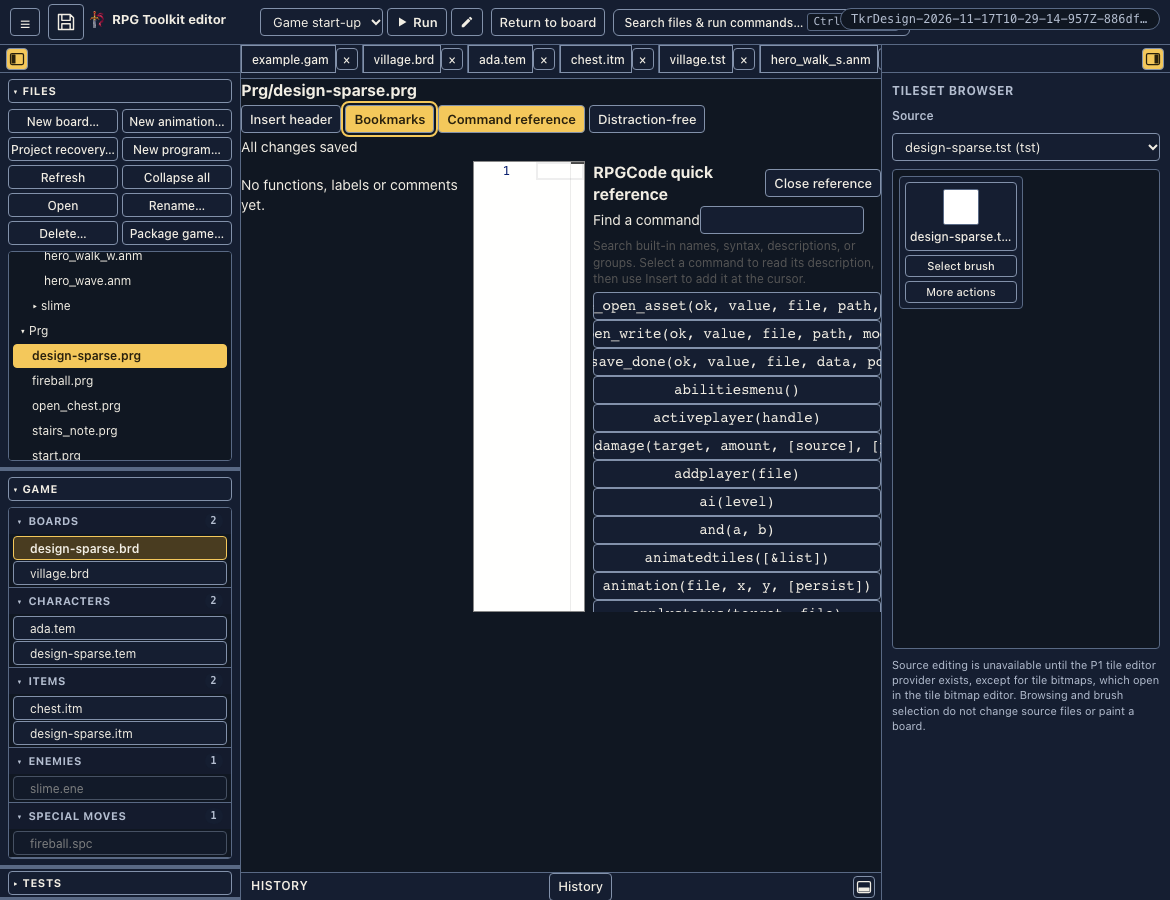 RPG Toolkit editor
Game start-up
Run
Return to board
Search files & run commands...
Ctrl
TkrDesign-2026-11-17T10-29-14-957Z-886df…
FILES
New board...
New animation...
Project recovery...
New program...
Refresh
Collapse all
Open
Rename...
Delete...
Package game...
hero_walk_w.anm
hero_wave.anm
slime
Prg
design-sparse.prg
fireball.prg
open_chest.prg
stairs_note.prg
start.prg
GAME
BOARDS 2
design-sparse.brd
village.brd
CHARACTERS 2
ada.tem
design-sparse.tem
ITEMS 2
chest.itm
design-sparse.itm
ENEMIES 1
slime.ene
SPECIAL MOVES 1
fireball.spc
TESTS
example.gam ×
village.brd ×
ada.tem ×
chest.itm ×
village.tst ×
hero_walk_s.anm
Prg/design-sparse.prg
Insert header
Bookmarks
Command reference
Distraction-free
All changes saved
No functions, labels or comments
yet.
1
RPGCode quick
reference
Close reference
Find a command
Search built-in names, syntax, descriptions, or
groups. Select a command to read its description,
then use Insert to add it at the cursor.
_open_asset(ok, value, file, path,
en_write(ok, value, file, path, mo
save_done(ok, value, file, data, po
abilitiesmenu()
activeplayer(handle)
damage(target, amount, [source], [
addplayer(file)
ai(level)
and(a, b)
animatedtiles([&list])
animation(file, x, y, [persist])
HISTORY
History
TILESET BROWSER
Source
design-sparse.tst (tst)
design-sparse.t...
Select brush
More actions
Source editing is unavailable until the P1 tile editor
provider exists, except for tile bitmaps, which open
in the tile bitmap editor. Browsing and brush
selection do not change source files or paint a
board.